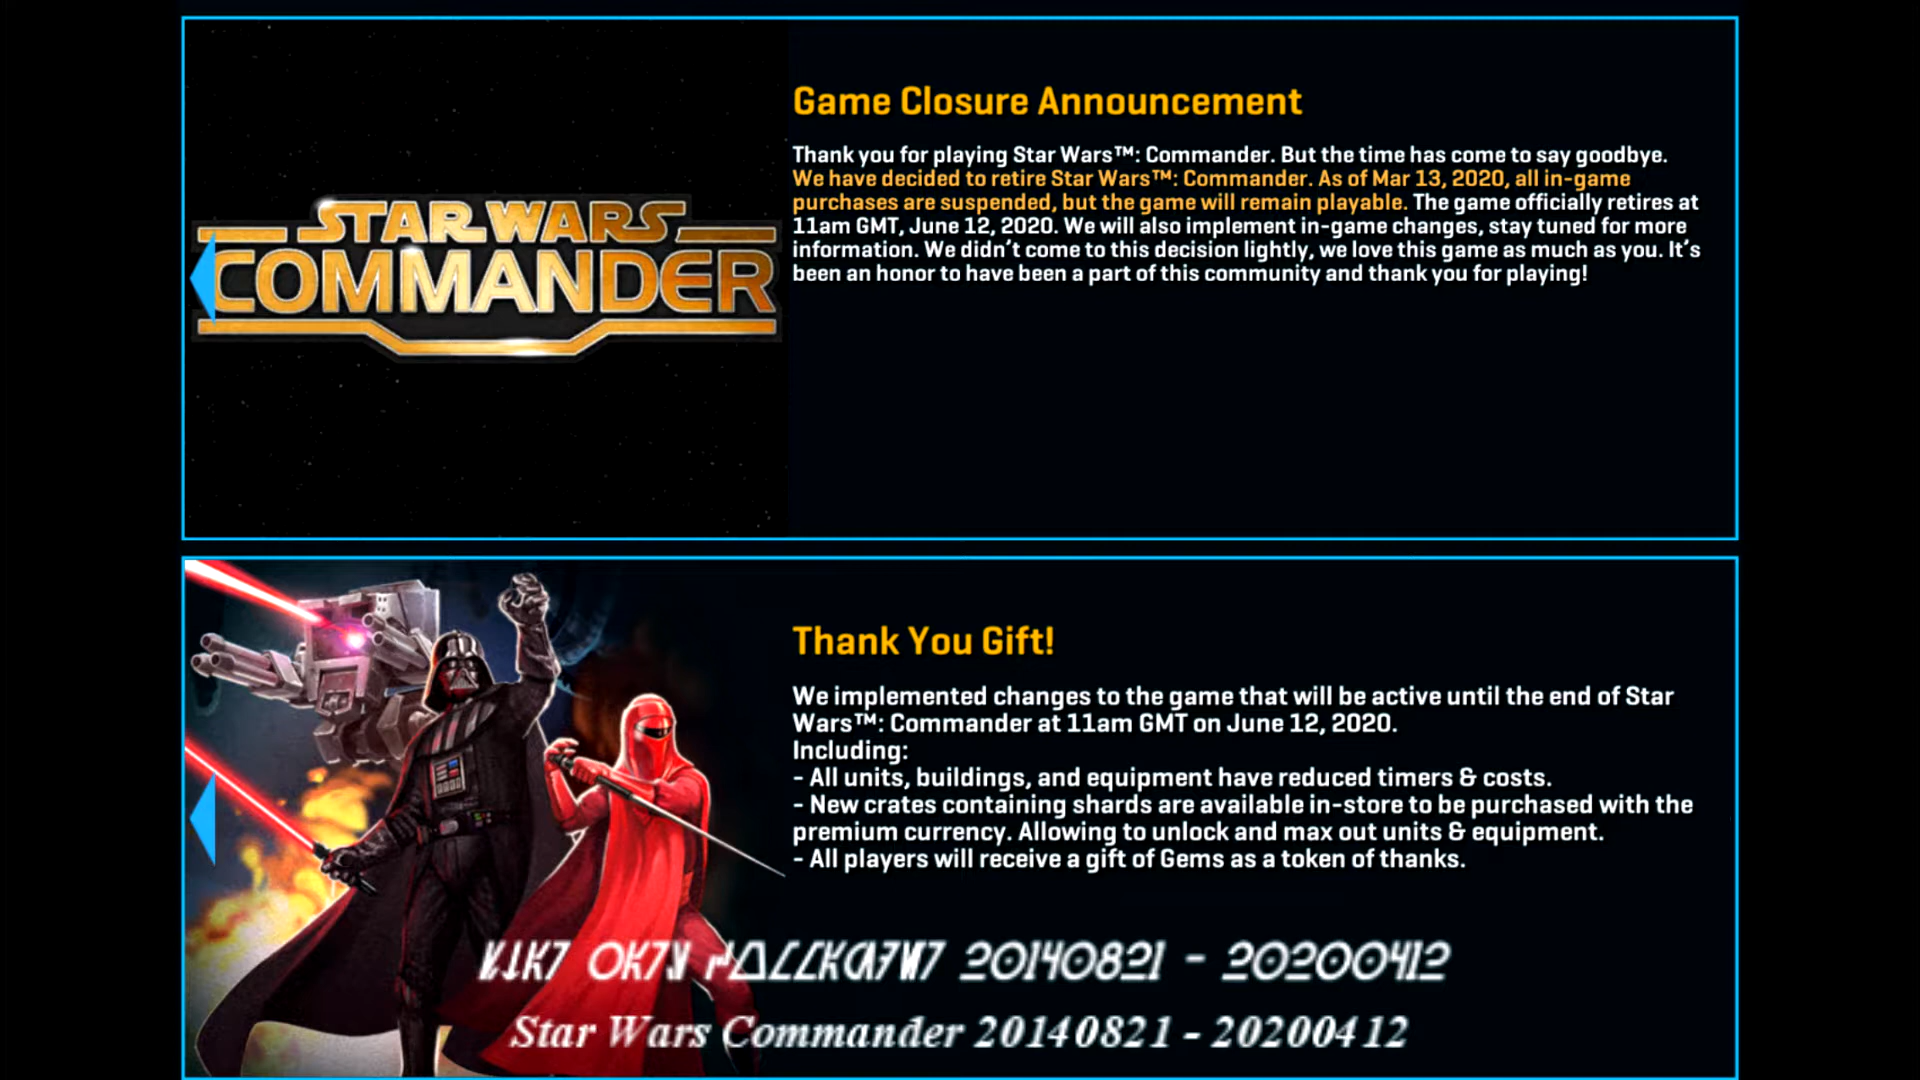 STAR WARS
COMMANDER
Game Closure Announcement
Thank you for playing Star Wars™: Commander. But the time has come to say goodbye.
We have decided to retire Star Wars™: Commander. As of Mar 13, 2020, all in-game
purchases are suspended, but the game will remain playable. The game officially retires at
11am GMT, June 12, 2020. We will also implement in-game changes, stay tuned for more
information. We didn't come to this decision lightly, we love this game as much as you. It's
been an honor to have been a part of this community and thank you for playing!
Thank You Gift!
We implemented changes to the game that will be active until the end of Star
Wars™: Commander at 11am GMT on June 12, 2020.
Including:
- All units, buildings, and equipment have reduced timers & costs.
- New crates containing shards are available in-store to be purchased with the
premium currency. Allowing to unlock and max out units & equipment.
- All players will receive a gift of Gems as a token of thanks.
20140821 - 20200412
Star Wars Commander 20140821 - 20200412